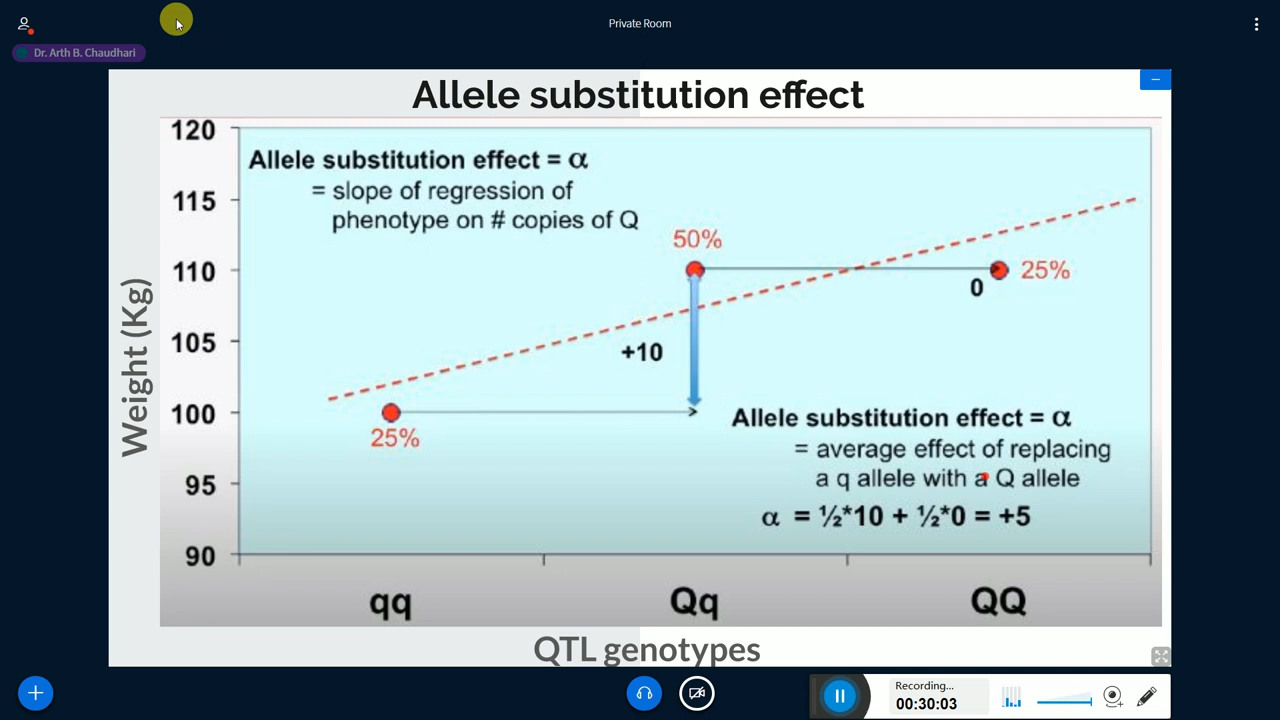 Private Room
Dr. Arth B. Chaudhari
Allele substitution effect
120
115
110
105
100
95
90
Weight (Kg)
Allele substitution effect = α
= slope of regression of
phenotype on # copies of Q
50%
25%
0
+10
25%
Allele substitution effect = α
= average effect of replacing
a q allele with a Q allele
α = ½*10 + ½*0 = +5
qq Qq QQ
QTL genotypes
Recording...
00:30:03